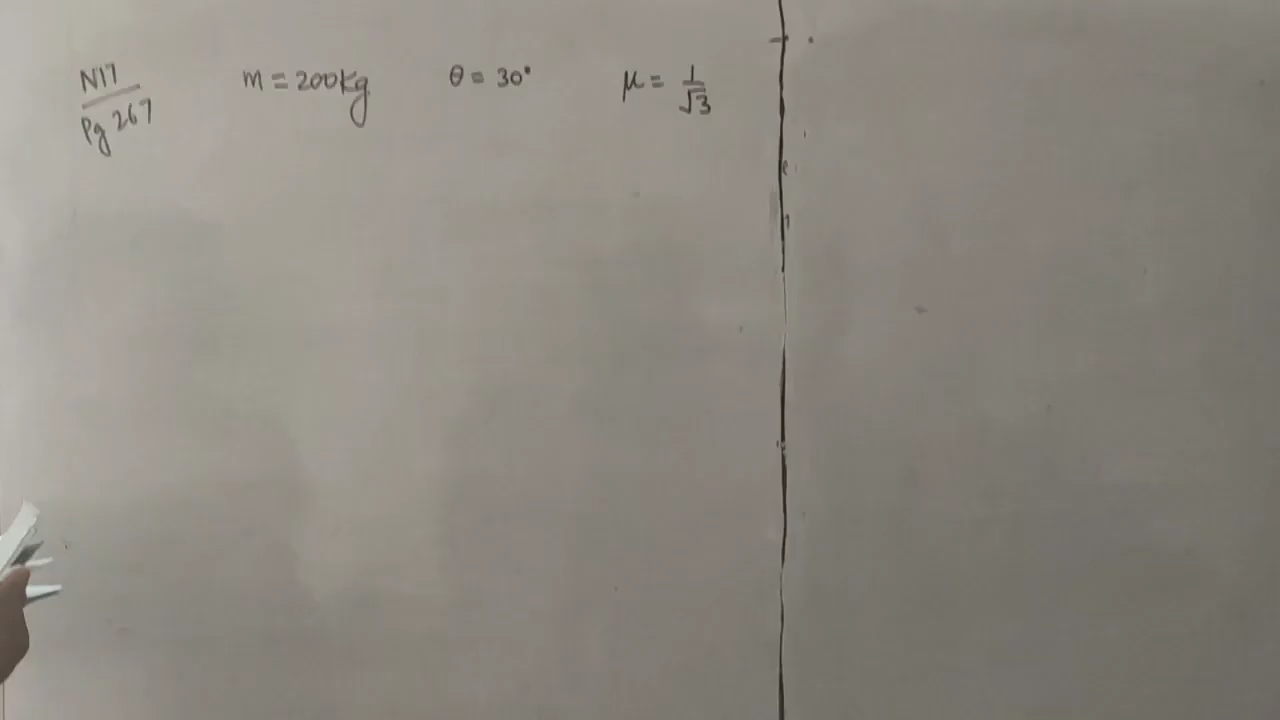 N17 m = 200kg θ = 30° μ = 1/√3
Pg 267